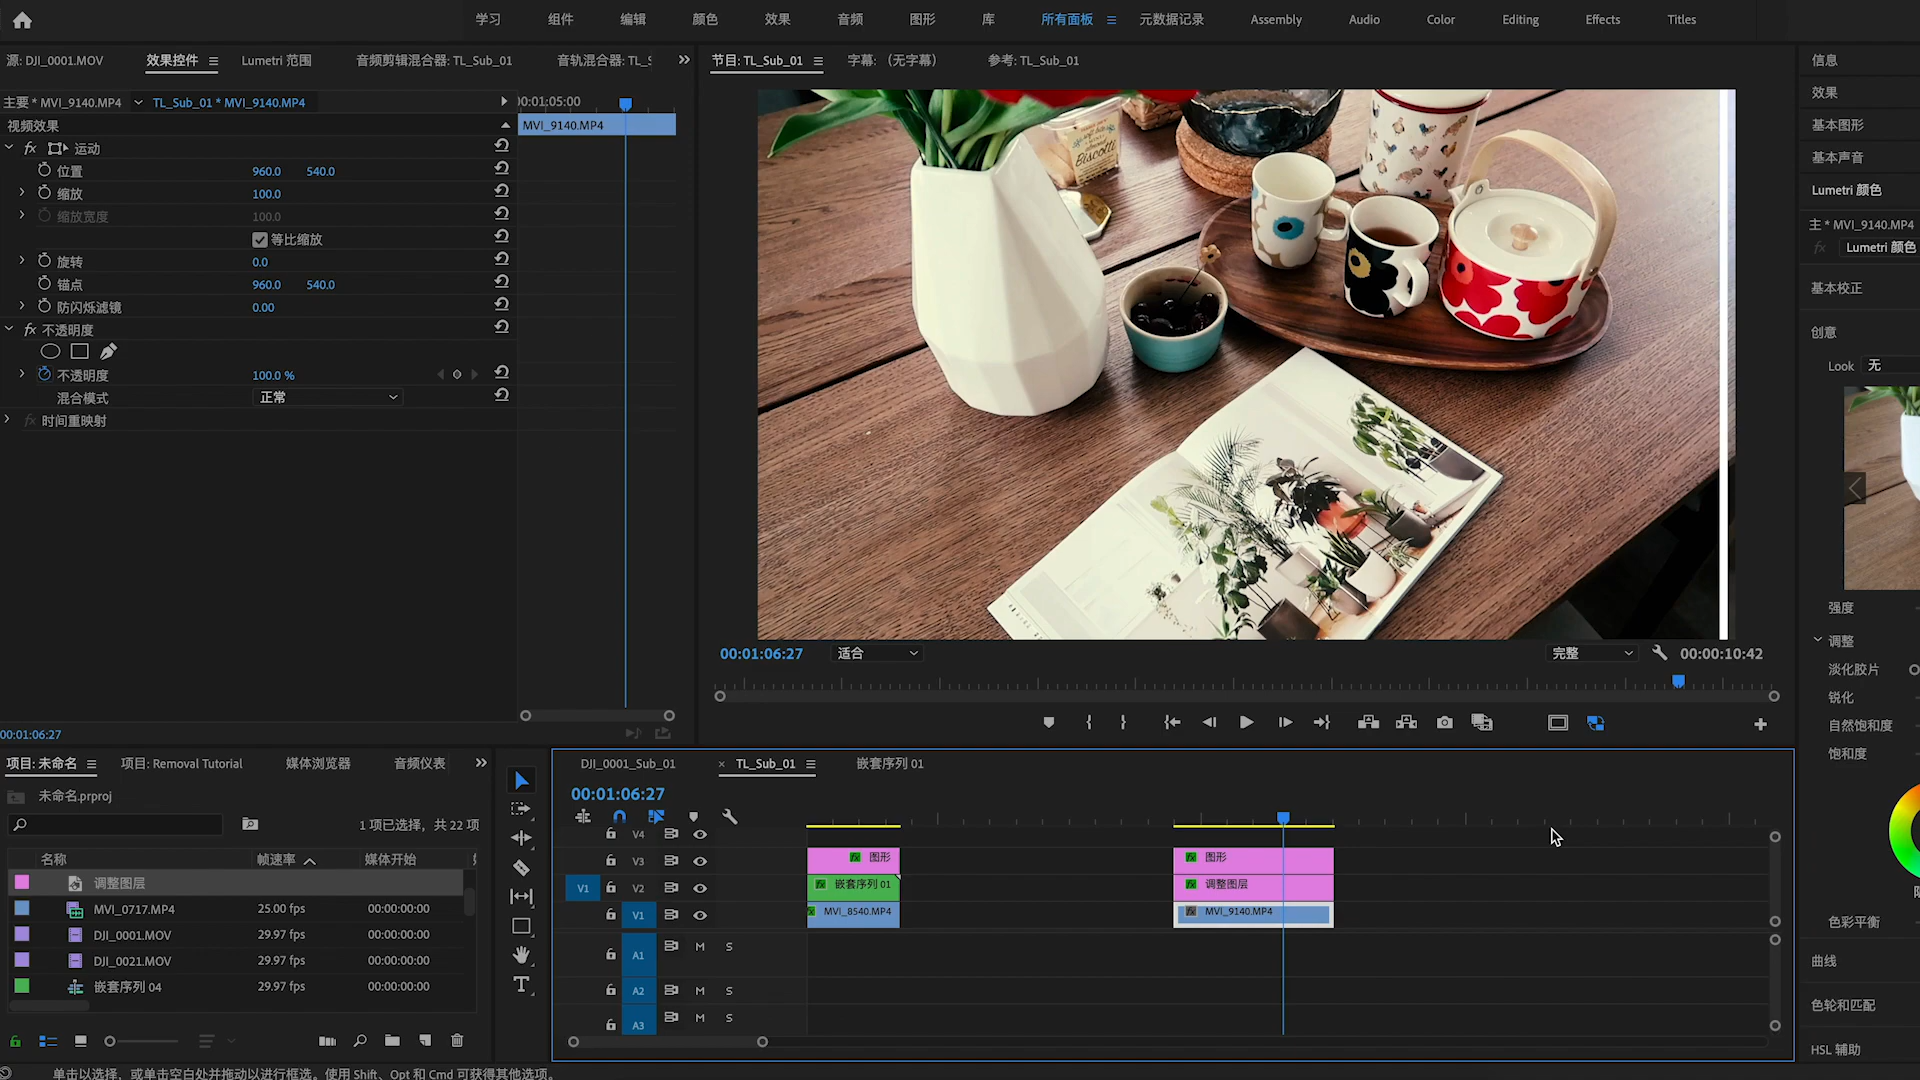 学习 组件 编辑 颜色 效果 音频 图形 库 所有面板 元数据记录 Assembly Audio Color Editing Effects Titles
源: DJI_0001.MOV 效果控件 Lumetri 范围 音频剪辑混合器: TL_Sub_01 音轨混合器: TL_S
节目: TL_Sub_01 字幕: (无字幕) 参考: TL_Sub_01
主要 * MVI_9140.MP4 TL_Sub_01 * MVI_9140.MP4
00:01:05:00
视频效果
MVI_9140.MP4
fx 运动
位置 960.0 540.0
缩放 100.0
缩放宽度 100.0
等比缩放
旋转 0.0
锚点 960.0 540.0
防闪烁滤镜 0.00
fx 不透明度
不透明度 100.0 %
混合模式 正常
fx 时间重映射
00:01:06:27
Biscotti
00:01:06:27 适合 完整 00:00:10:42
信息
效果
基本图形
基本声音
Lumetri 颜色
主 * MVI_9140.MP4
fx Lumetri 颜色
基本校正
创意
Look 无
强度
调整
淡化胶片
锐化
自然饱和度
饱和度
色彩平衡
曲线
色轮和匹配
HSL 辅助
项目: 未命名 项目: Removal Tutorial 媒体浏览器 音频仪表
未命名.prproj
1 项已选择，共 22 项
名称 帧速率 媒体开始
调整图层
MVI_0717.MP4 25.00 fps 00:00:00:00
DJI_0001.MOV 29.97 fps 00:00:00:00
DJI_0021.MOV 29.97 fps 00:00:00:00
嵌套序列 04 29.97 fps 00:00:00:00
DJI_0001_Sub_01 × TL_Sub_01 嵌套序列 01
00:01:06:27
V4
V3 fx 图形 fx 图形
V1 V2 fx 嵌套序列 01 fx 调整图层
V1 fx MVI_8540.MP4 fx MVI_9140.MP4
A1 M S
A2 M S
A3 M S
单击以选择，或单击空白处并拖动以进行框选。使用 Shift、Opt 和 Cmd 可获得其他选项。